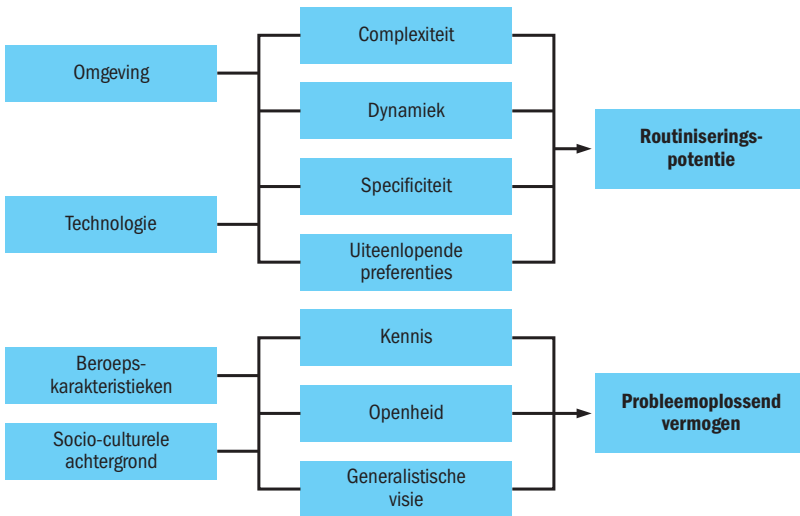 Omgeving
Technologie
Complexiteit
Dynamiek
Specificiteit
Uiteenlopende
preferenties
Routiniserings-
potentie
Beroeps-
karakteristieken
Socio-culturele
achtergrond
Kennis
Openheid
Generalistische
visie
Probleemoplossend
vermogen